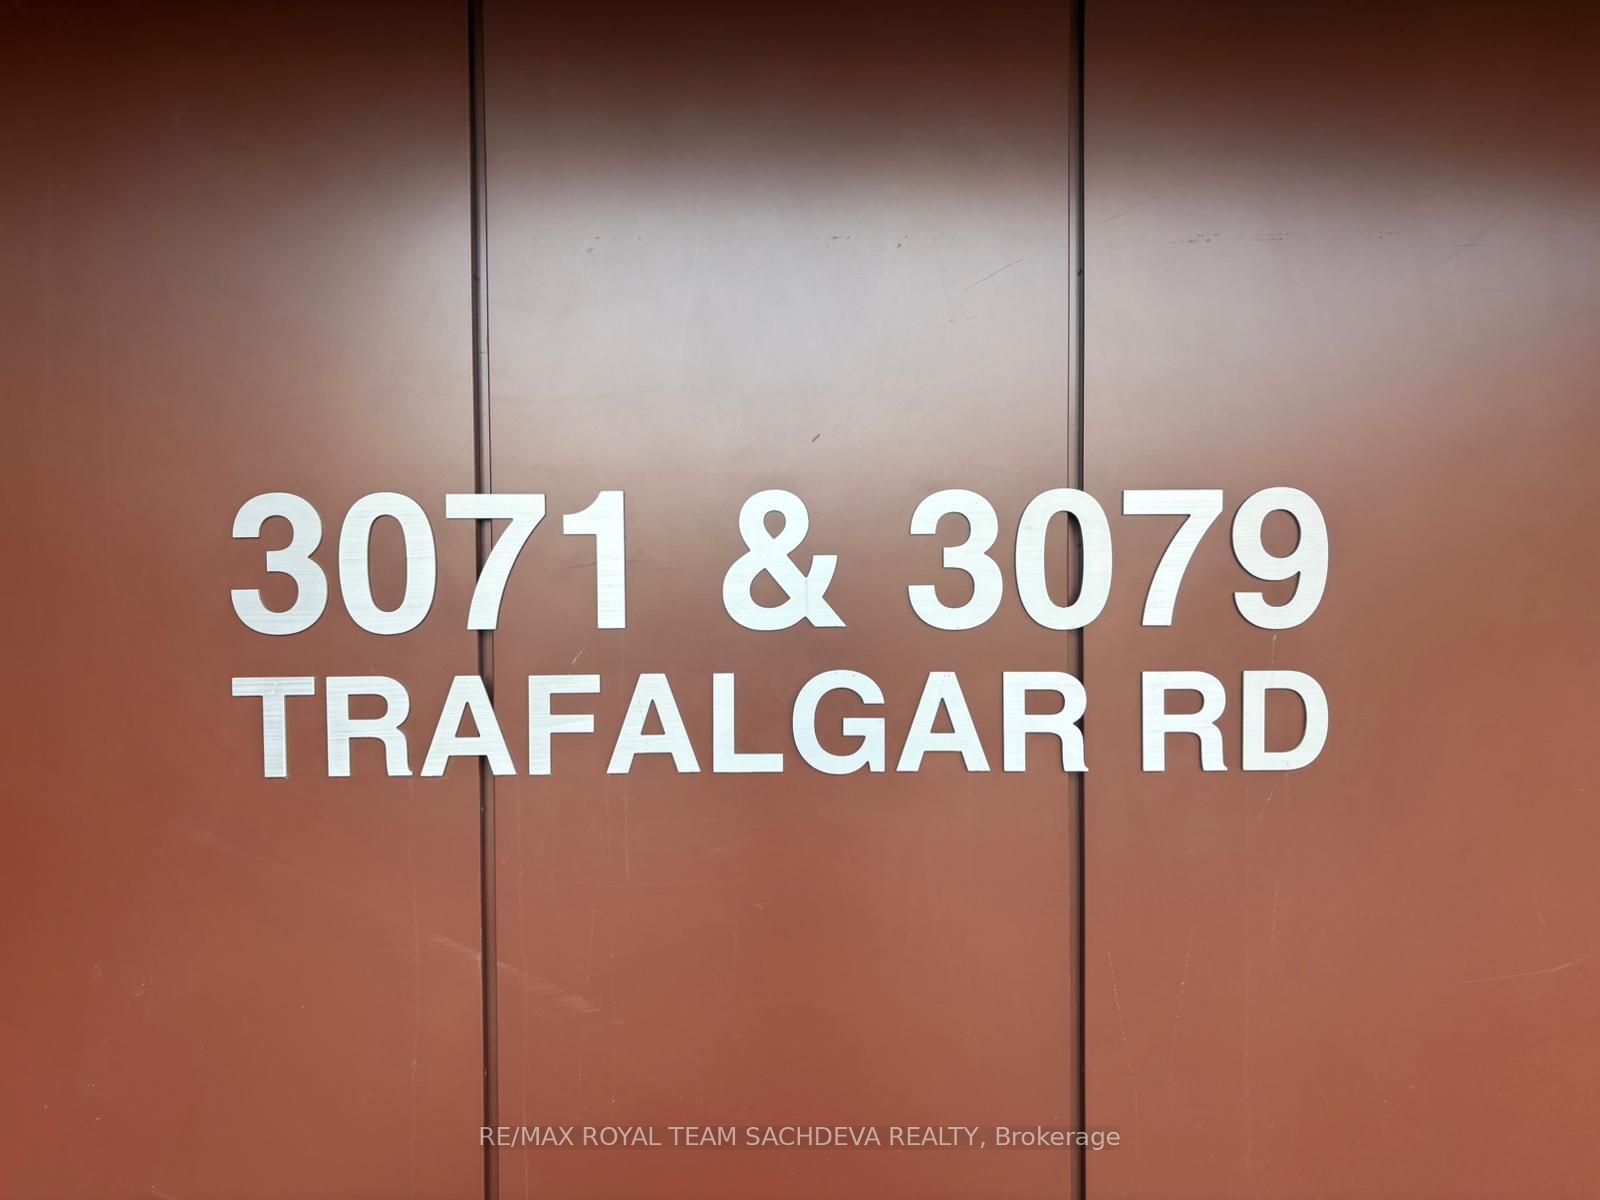 3071 & 3079
TRAFALGAR RD
RE/MAX ROYAL TEAM SACHDEVA REALTY, Brokerage